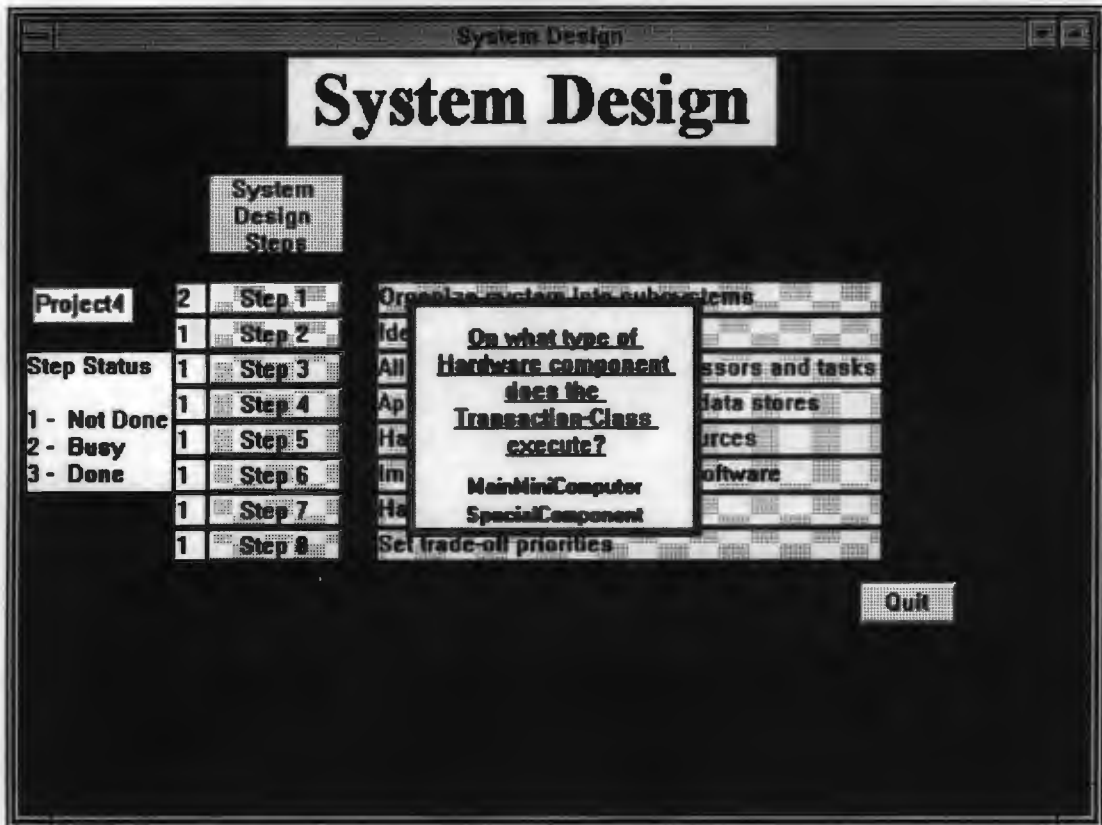 System Design
System Design
System
Design
Steps
Project4
2 Step 1 Organize system into subsystems
1 Step 2 Ide
1 Step 3 All ssors and tasks
1 Step 4 Ap data stores
1 Step 5 Ha urces
1 Step 6 Im oftware
1 Step 7 Ha
1 Step 8 Set trade-off priorities
Step Status
1 - Not Done
2 - Busy
3 - Done
On what type of
Hardware component
does the
Transaction-Class
execute?
MainMiniComputer
SpecialComponent
Quit